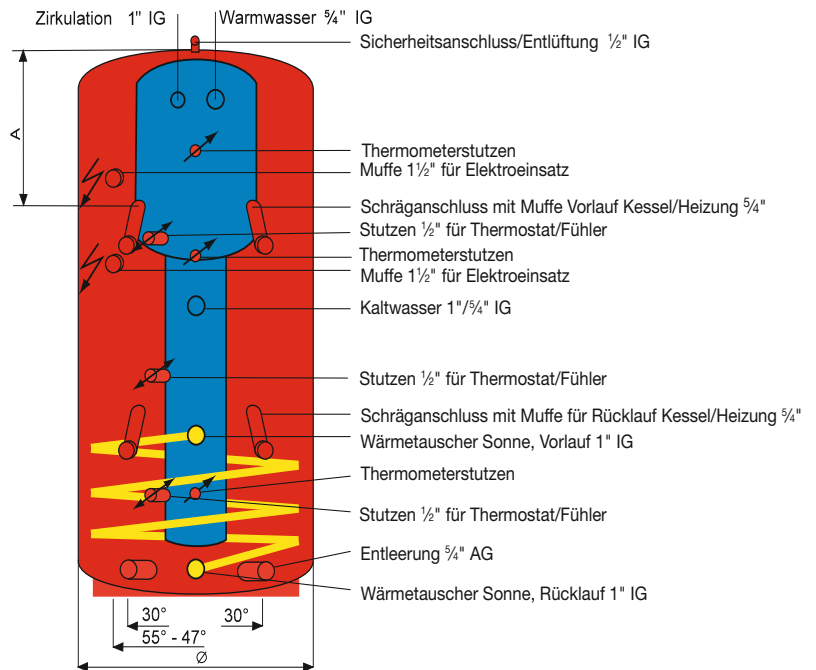 Zirkulation 1" IG
Warmwasser 5⁄4" IG
Sicherheitsanschluss/Entlüftung ½" IG
A
Thermometerstutzen
Muffe 1½" für Elektroeinsatz
Schräganschluss mit Muffe Vorlauf Kessel/Heizung 5⁄4"
Stutzen ½" für Thermostat/Fühler
Thermometerstutzen
Muffe 1½" für Elektroeinsatz
Kaltwasser 1"/5⁄4" IG
Stutzen ½" für Thermostat/Fühler
Schräganschluss mit Muffe für Rücklauf Kessel/Heizung 5⁄4"
Wärmetauscher Sonne, Vorlauf 1" IG
Thermometerstutzen
Stutzen ½" für Thermostat/Fühler
Entleerung 5⁄4" AG
Wärmetauscher Sonne, Rücklauf 1" IG
30° 30°
55° - 47°
Ø